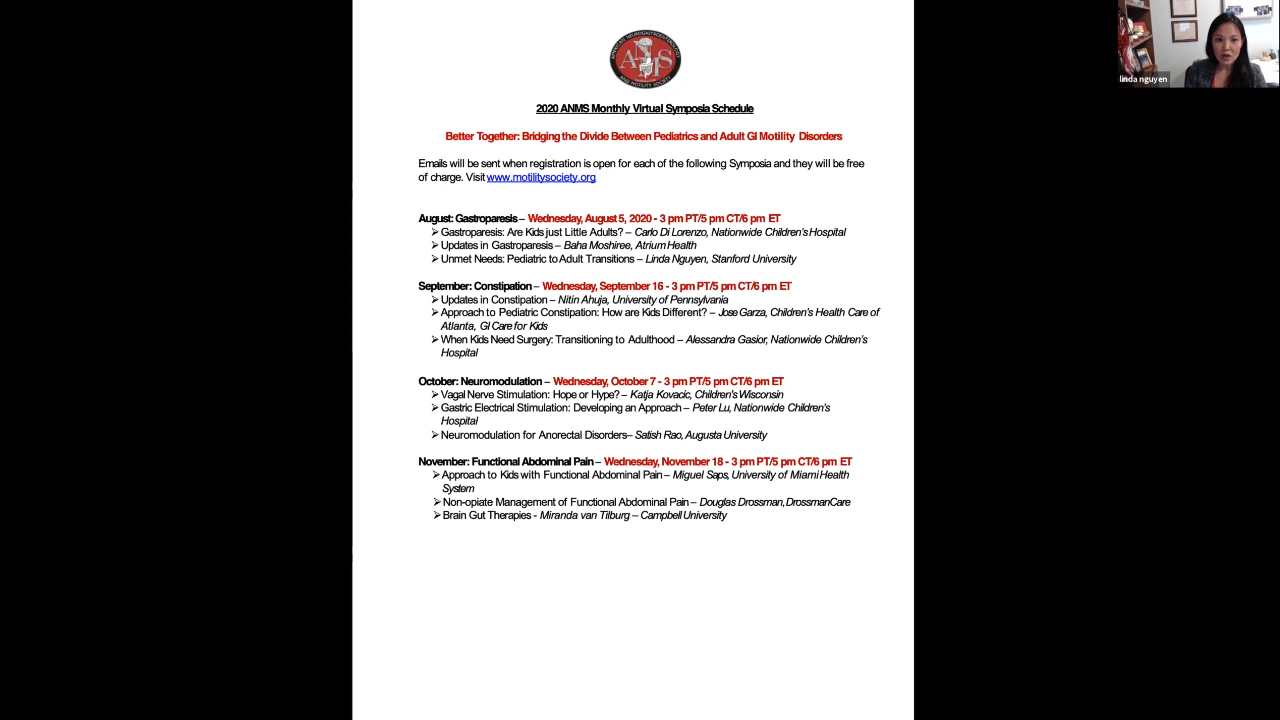 AMERICAN NEUROGASTROENTEROLOGY
ANMS
AND MOTILITY SOCIETY
linda nguyen
2020 ANMS Monthly Virtual Symposia Schedule
Better Together: Bridging the Divide Between Pediatrics and Adult GI Motility Disorders
Emails will be sent when registration is open for each of the following Symposia and they will be free
of charge. Visit www.motilitysociety.org
August: Gastroparesis – Wednesday, August 5, 2020 - 3 pm PT/5 pm CT/6 pm ET
➢ Gastroparesis: Are Kids just Little Adults? – Carlo Di Lorenzo, Nationwide Children's Hospital
➢ Updates in Gastroparesis – Baha Moshiree, Atrium Health
➢ Unmet Needs: Pediatric to Adult Transitions – Linda Nguyen, Stanford University
September: Constipation – Wednesday, September 16 - 3 pm PT/5 pm CT/6 pm ET
➢ Updates in Constipation – Nitin Ahuja, University of Pennsylvania
➢ Approach to Pediatric Constipation: How are Kids Different? – Jose Garza, Children's Health Care of
Atlanta, GI Care for Kids
➢ When Kids Need Surgery: Transitioning to Adulthood – Alessandra Gasior, Nationwide Children's
Hospital
October: Neuromodulation – Wednesday, October 7 - 3 pm PT/5 pm CT/6 pm ET
➢ Vagal Nerve Stimulation: Hope or Hype? – Katja Kovacic, Children's Wisconsin
➢ Gastric Electrical Stimulation: Developing an Approach – Peter Lu, Nationwide Children's
Hospital
➢ Neuromodulation for Anorectal Disorders– Satish Rao, Augusta University
November: Functional Abdominal Pain – Wednesday, November 18 - 3 pm PT/5 pm CT/6 pm ET
➢ Approach to Kids with Functional Abdominal Pain – Miguel Saps, University of Miami Health
System
➢ Non-opiate Management of Functional Abdominal Pain – Douglas Drossman, DrossmanCare
➢ Brain Gut Therapies - Miranda van Tilburg – Campbell University